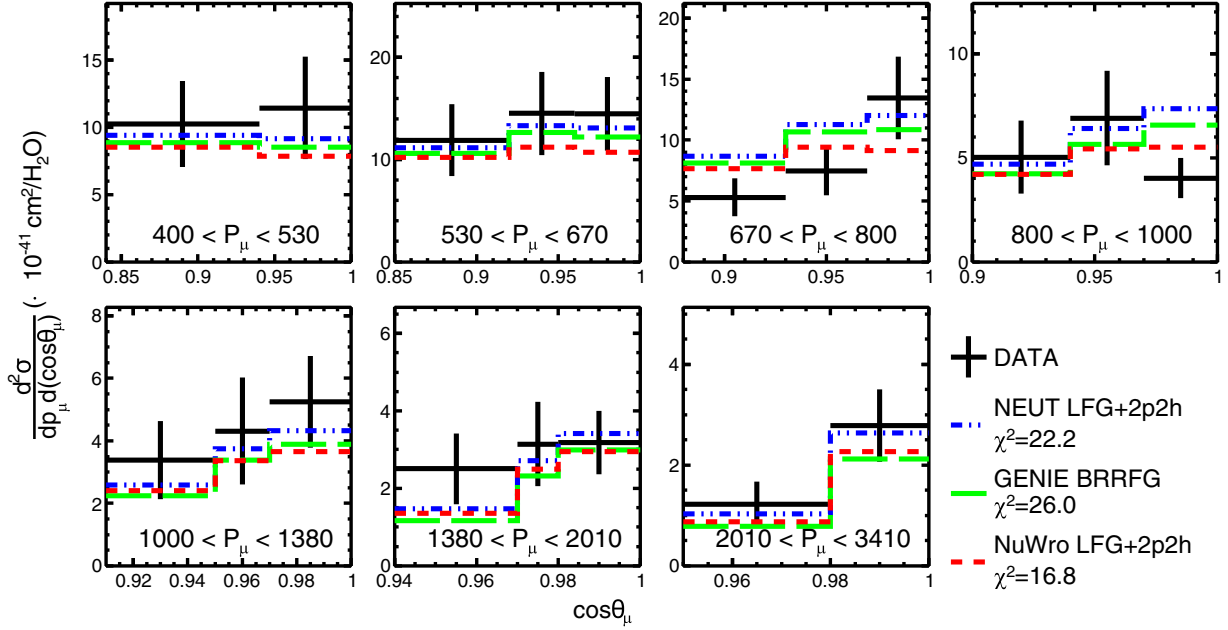 d²σ
dp_μ d(cosθ_μ) (· 10⁻⁴¹ cm²/H₂O)
15
10
5
0
0.85 0.9 0.95 1
400 < P_μ < 530
20
10
0
0.85 0.9 0.95 1
530 < P_μ < 670
20
15
10
5
0
0.9 0.95 1
670 < P_μ < 800
10
5
0
0.9 0.95 1
800 < P_μ < 1000
8
6
4
2
0
0.92 0.94 0.96 0.98 1
1000 < P_μ < 1380
6
4
2
0
0.94 0.96 0.98 1
1380 < P_μ < 2010
4
2
0
0.96 0.98 1
2010 < P_μ < 3410
cosθ_μ
DATA
NEUT LFG+2p2h
χ²=22.2
GENIE BRRFG
χ²=26.0
NuWro LFG+2p2h
χ²=16.8